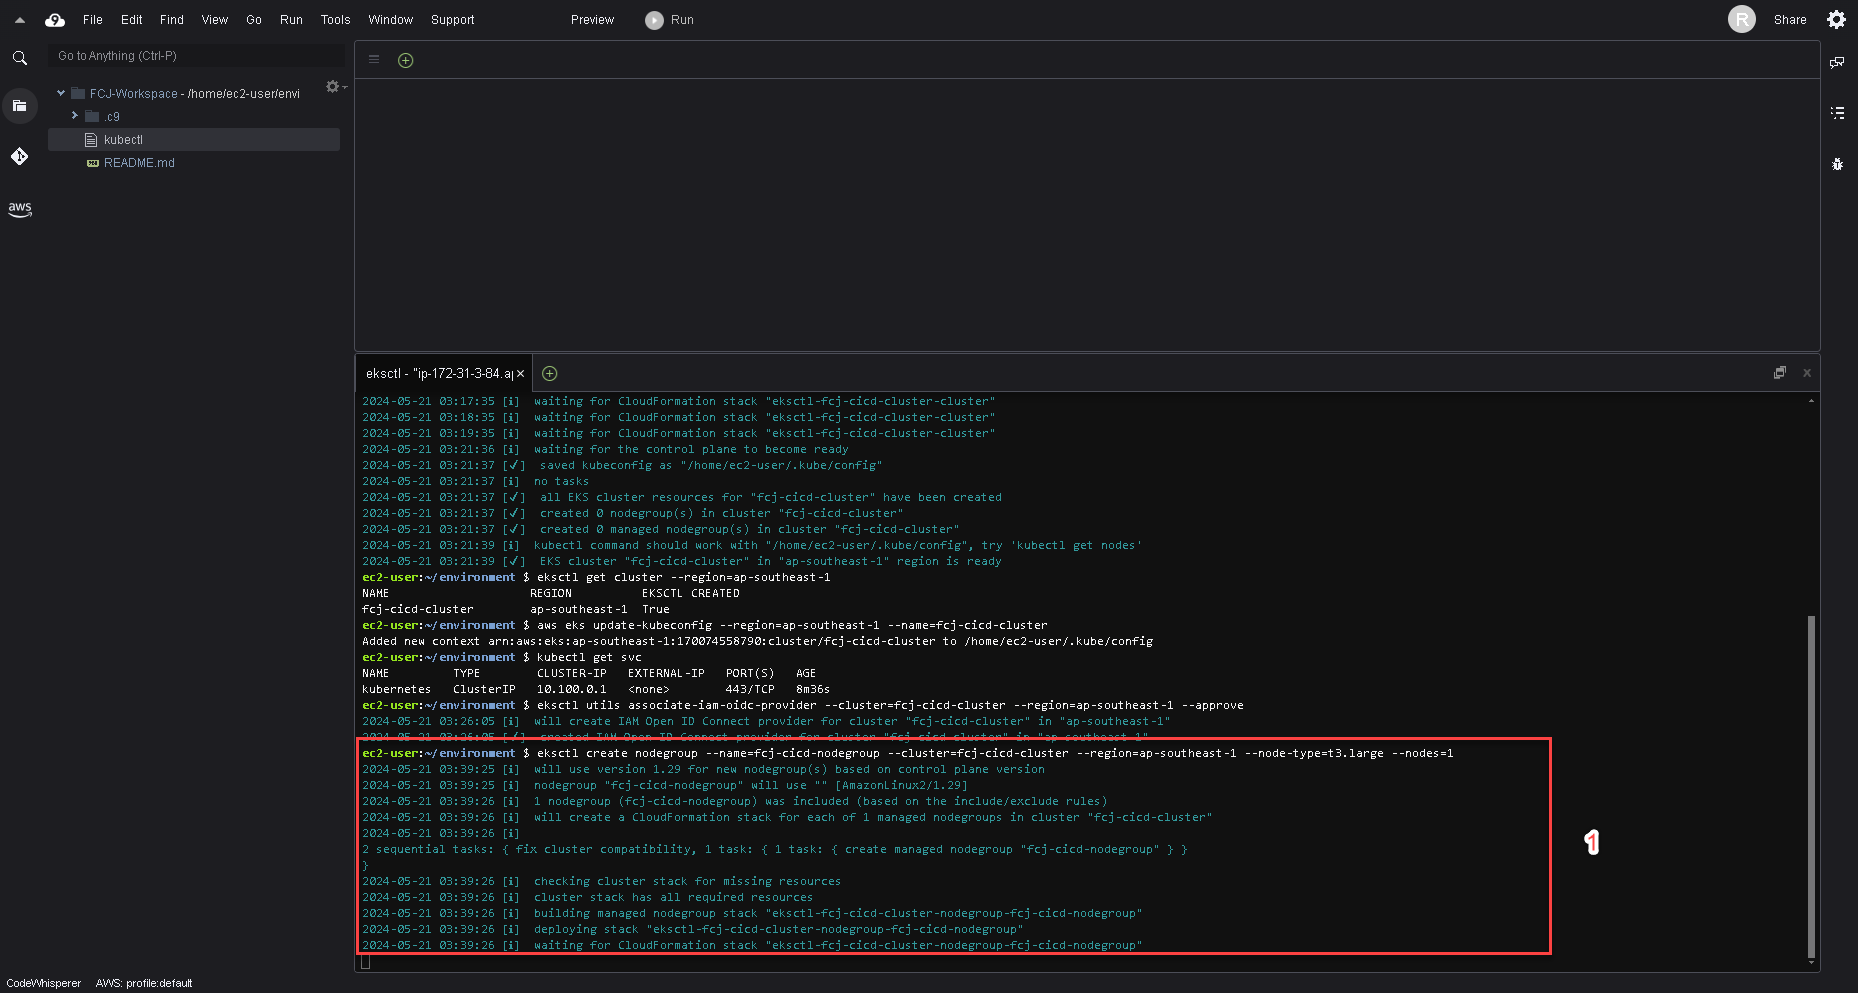 File Edit Find View Go Run Tools Window Support Preview Run R Share
Go to Anything (Ctrl-P)
FCJ-Workspace - /home/ec2-user/envi
.c9
kubectl
README.md
aws
eksctl - "ip-172-31-3-84.ap
2024-05-21 03:17:35 [i]  waiting for CloudFormation stack "eksctl-fcj-cicd-cluster-cluster"
2024-05-21 03:18:35 [i]  waiting for CloudFormation stack "eksctl-fcj-cicd-cluster-cluster"
2024-05-21 03:19:35 [i]  waiting for CloudFormation stack "eksctl-fcj-cicd-cluster-cluster"
2024-05-21 03:21:36 [i]  waiting for the control plane to become ready
2024-05-21 03:21:37 [✓]  saved kubeconfig as "/home/ec2-user/.kube/config"
2024-05-21 03:21:37 [i]  no tasks
2024-05-21 03:21:37 [✓]  all EKS cluster resources for "fcj-cicd-cluster" have been created
2024-05-21 03:21:37 [✓]  created 0 nodegroup(s) in cluster "fcj-cicd-cluster"
2024-05-21 03:21:37 [✓]  created 0 managed nodegroup(s) in cluster "fcj-cicd-cluster"
2024-05-21 03:21:39 [i]  kubectl command should work with "/home/ec2-user/.kube/config", try 'kubectl get nodes'
2024-05-21 03:21:39 [✓]  EKS cluster "fcj-cicd-cluster" in "ap-southeast-1" region is ready
ec2-user:~/environment $ eksctl get cluster --region=ap-southeast-1
NAME REGION EKSCTL CREATED
fcj-cicd-cluster ap-southeast-1 True
ec2-user:~/environment $ aws eks update-kubeconfig --region=ap-southeast-1 --name=fcj-cicd-cluster
Added new context arn:aws:eks:ap-southeast-1:170074558790:cluster/fcj-cicd-cluster to /home/ec2-user/.kube/config
ec2-user:~/environment $ kubectl get svc
NAME TYPE CLUSTER-IP EXTERNAL-IP PORT(S) AGE
kubernetes ClusterIP 10.100.0.1 <none> 443/TCP 8m36s
ec2-user:~/environment $ eksctl utils associate-iam-oidc-provider --cluster=fcj-cicd-cluster --region=ap-southeast-1 --approve
2024-05-21 03:26:05 [i]  will create IAM Open ID Connect provider for cluster "fcj-cicd-cluster" in "ap-southeast-1"
2024-05-21 03:26:05 [✓]  created IAM Open ID Connect provider for cluster "fcj-cicd-cluster" in "ap-southeast-1"
ec2-user:~/environment $ eksctl create nodegroup --name=fcj-cicd-nodegroup --cluster=fcj-cicd-cluster --region=ap-southeast-1 --node-type=t3.large --nodes=1
2024-05-21 03:39:25 [i]  will use version 1.29 for new nodegroup(s) based on control plane version
2024-05-21 03:39:25 [i]  nodegroup "fcj-cicd-nodegroup" will use "" [AmazonLinux2/1.29]
2024-05-21 03:39:26 [i]  1 nodegroup (fcj-cicd-nodegroup) was included (based on the include/exclude rules)
2024-05-21 03:39:26 [i]  will create a CloudFormation stack for each of 1 managed nodegroups in cluster "fcj-cicd-cluster"
2024-05-21 03:39:26 [i]
2 sequential tasks: { fix cluster compatibility, 1 task: { 1 task: { create managed nodegroup "fcj-cicd-nodegroup" } }
}
2024-05-21 03:39:26 [i]  checking cluster stack for missing resources
2024-05-21 03:39:26 [i]  cluster stack has all required resources
2024-05-21 03:39:26 [i]  building managed nodegroup stack "eksctl-fcj-cicd-cluster-nodegroup-fcj-cicd-nodegroup"
2024-05-21 03:39:26 [i]  deploying stack "eksctl-fcj-cicd-cluster-nodegroup-fcj-cicd-nodegroup"
2024-05-21 03:39:26 [i]  waiting for CloudFormation stack "eksctl-fcj-cicd-cluster-nodegroup-fcj-cicd-nodegroup"
1
CodeWhisperer AWS: profile:default